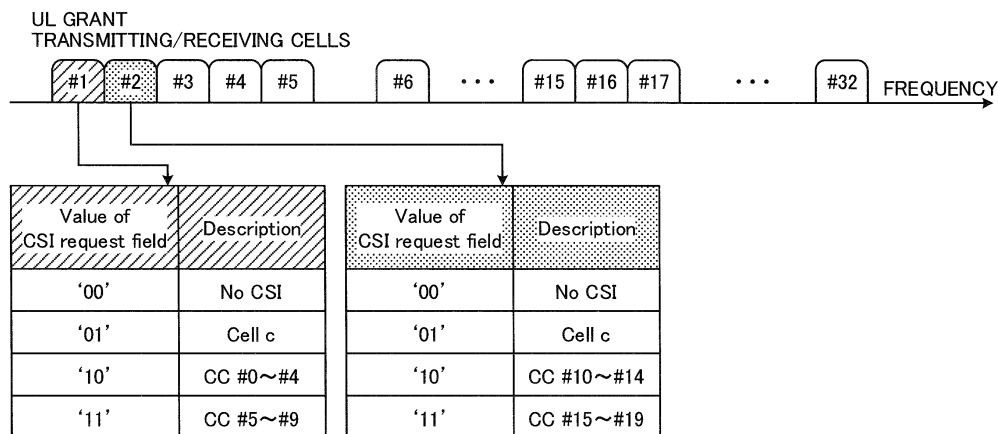 UL GRANT
TRANSMITTING/RECEIVING CELLS
#1 #2 #3 #4 #5 #6 ··· #15 #16 #17 ··· #32 FREQUENCY
Value of CSI request field Description
‘00’ No CSI
‘01’ Cell c
‘10’ CC #0～#4
‘11’ CC #5～#9
Value of CSI request field Description
‘00’ No CSI
‘01’ Cell c
‘10’ CC #10～#14
‘11’ CC #15～#19